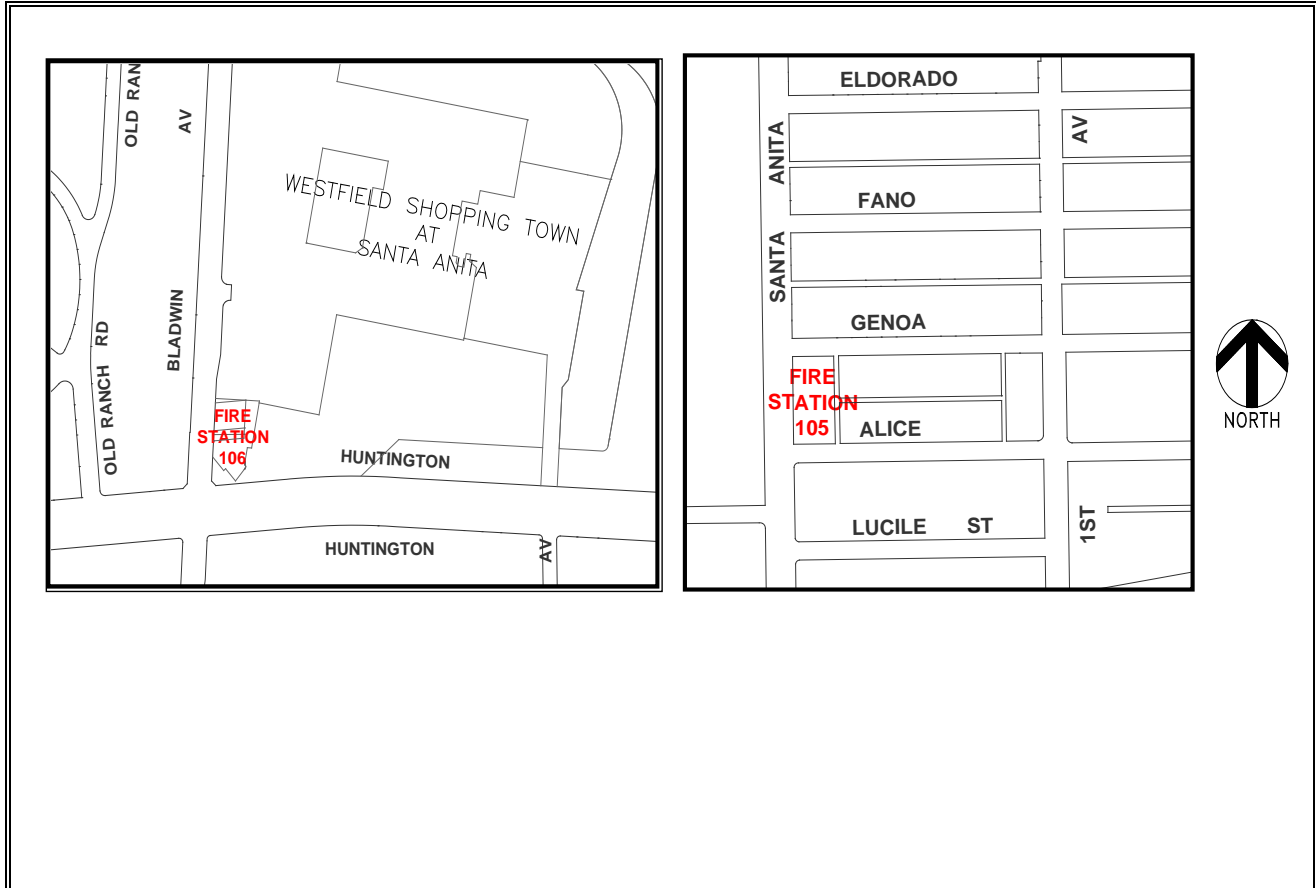 OLD RAN
AV
WESTFIELD SHOPPING TOWN
AT
SANTA ANITA
BLADWIN
OLD RANCH RD
FIRE
STATION
106
HUNTINGTON
HUNTINGTON
AV
ELDORADO
SANTA ANITA
AV
FANO
GENOA
FIRE
STATION
105
ALICE
LUCILE ST
1ST
NORTH